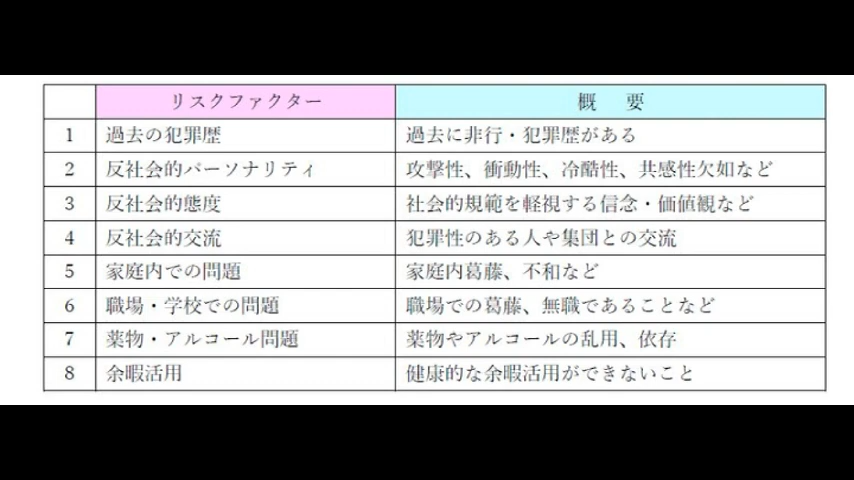 リスクファクター 概 要
1 過去の犯罪歴 過去に非行・犯罪歴がある
2 反社会的パーソナリティ 攻撃性、衝動性、冷酷性、共感性欠如など
3 反社会的態度 社会的規範を軽視する信念・価値観など
4 反社会的交流 犯罪性のある人や集団との交流
5 家庭内での問題 家庭内葛藤、不和など
6 職場・学校での問題 職場での葛藤、無職であることなど
7 薬物・アルコール問題 薬物やアルコールの乱用、依存
8 余暇活用 健康的な余暇活用ができないこと